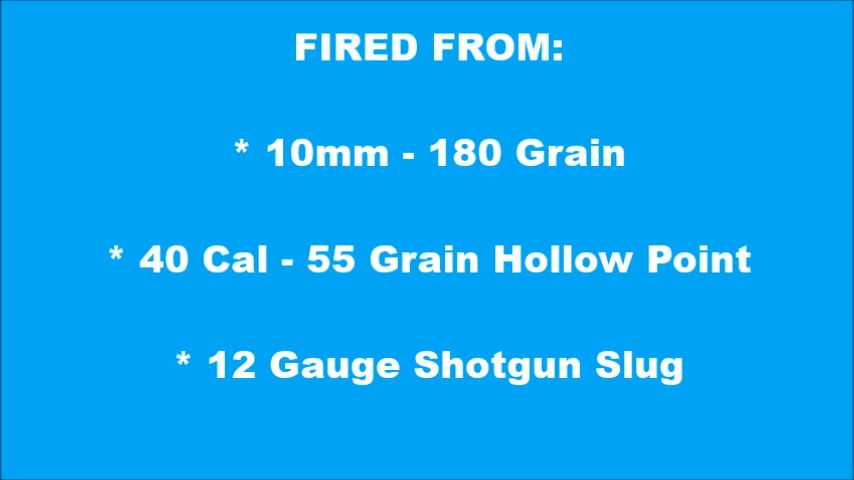 FIRED FROM:
* 10mm - 180 Grain
* 40 Cal - 55 Grain Hollow Point
* 12 Gauge Shotgun Slug